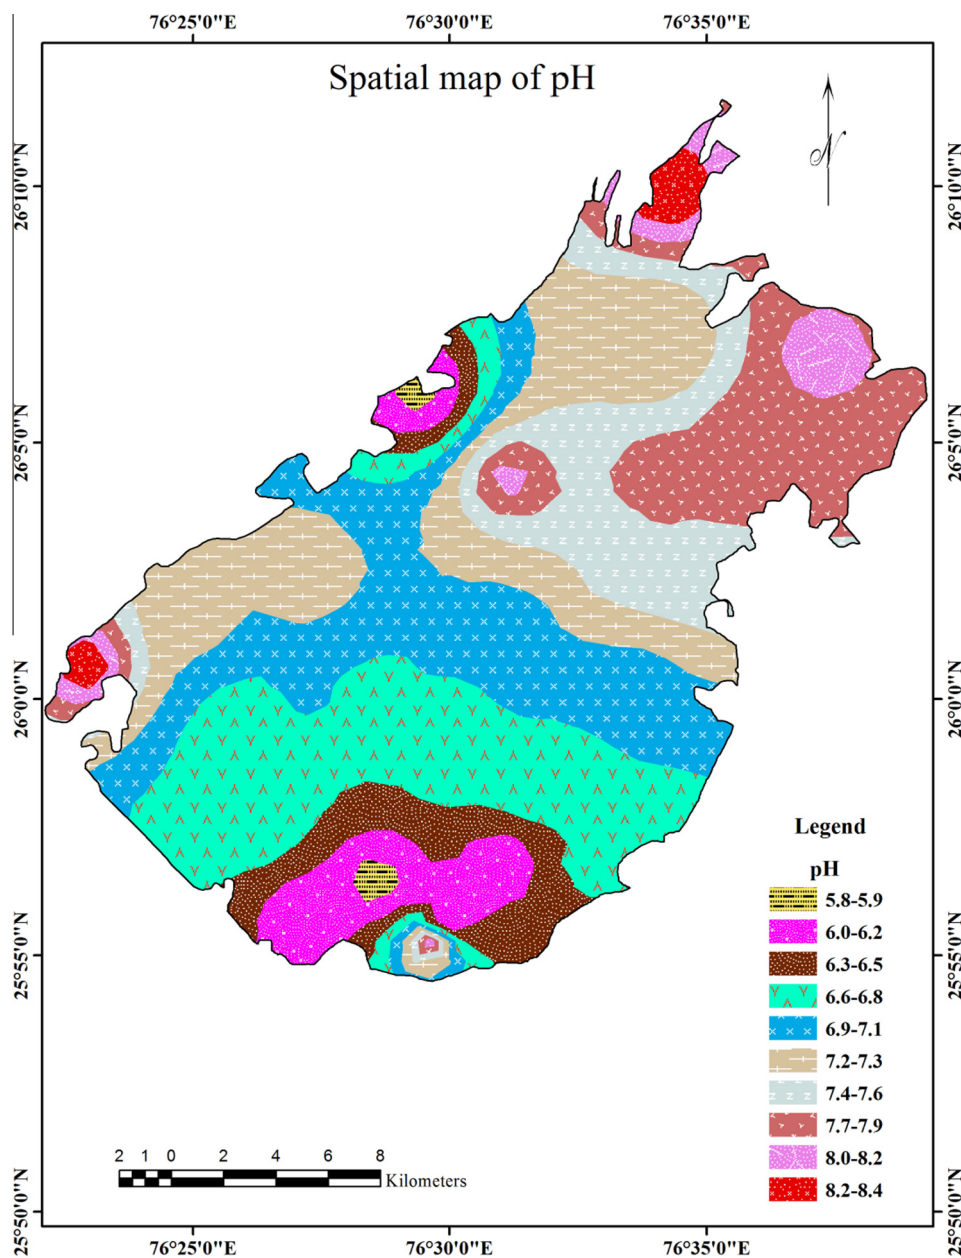 76°25'0"E 76°30'0"E 76°35'0"E
Spatial map of pH
N
26°10'0"N 26°10'0"N
26°5'0"N 26°5'0"N
26°0'0"N 26°0'0"N
25°55'0"N 25°55'0"N
25°50'0"N 25°50'0"N
Legend
pH
5.8-5.9
6.0-6.2
6.3-6.5
6.6-6.8
6.9-7.1
7.2-7.3
7.4-7.6
7.7-7.9
8.0-8.2
8.2-8.4
2 1 0 2 4 6 8
Kilometers
76°25'0"E 76°30'0"E 76°35'0"E